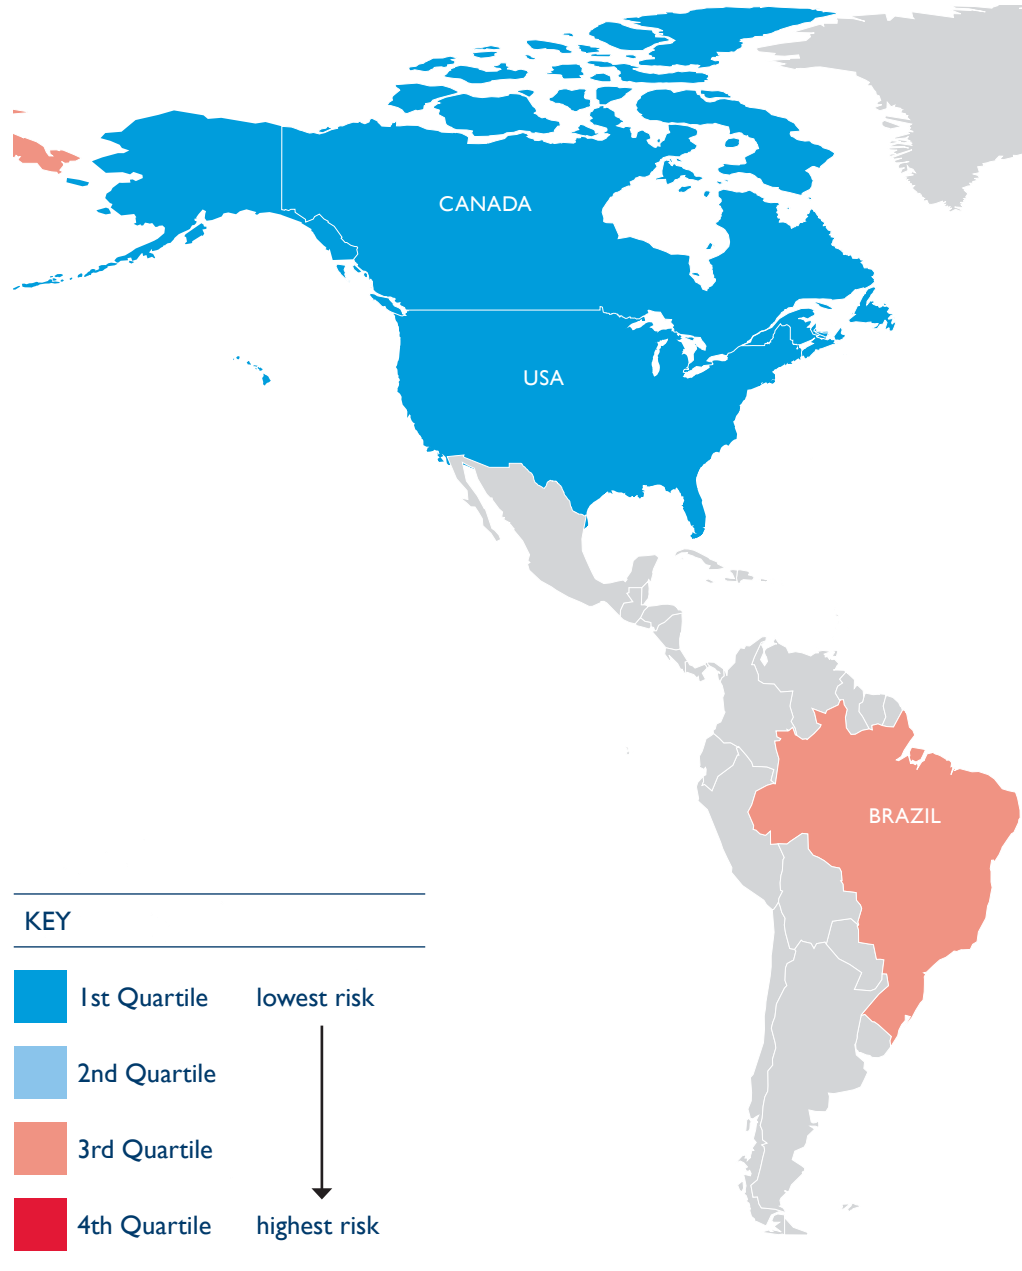 CANADA
USA
BRAZIL
KEY
1st Quartile lowest risk
2nd Quartile
3rd Quartile
4th Quartile highest risk